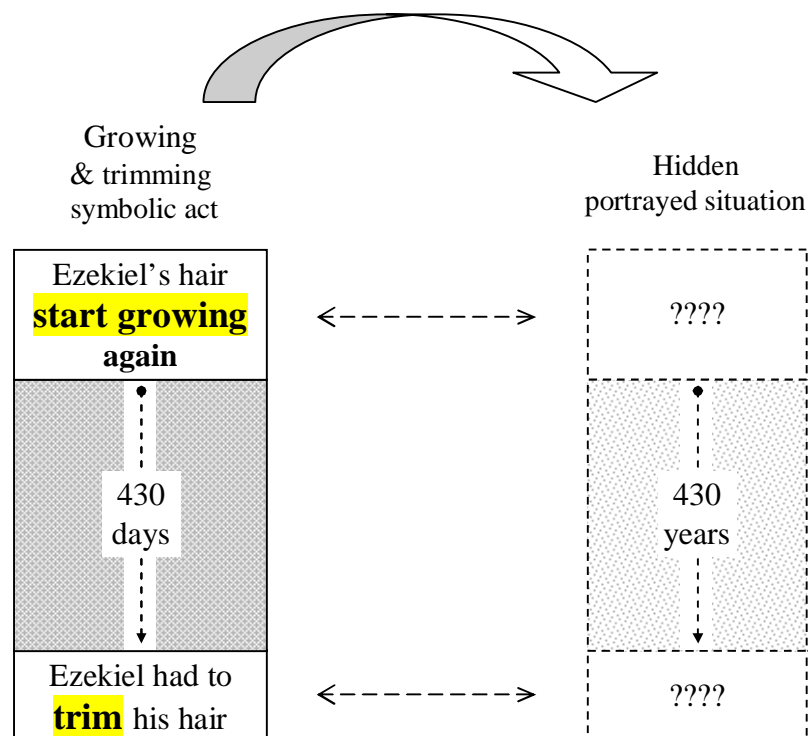 Growing
& trimming
symbolic act
Hidden
portrayed situation
Ezekiel’s hair
start growing
again
????
430
days
430
years
Ezekiel had to
trim his hair
????